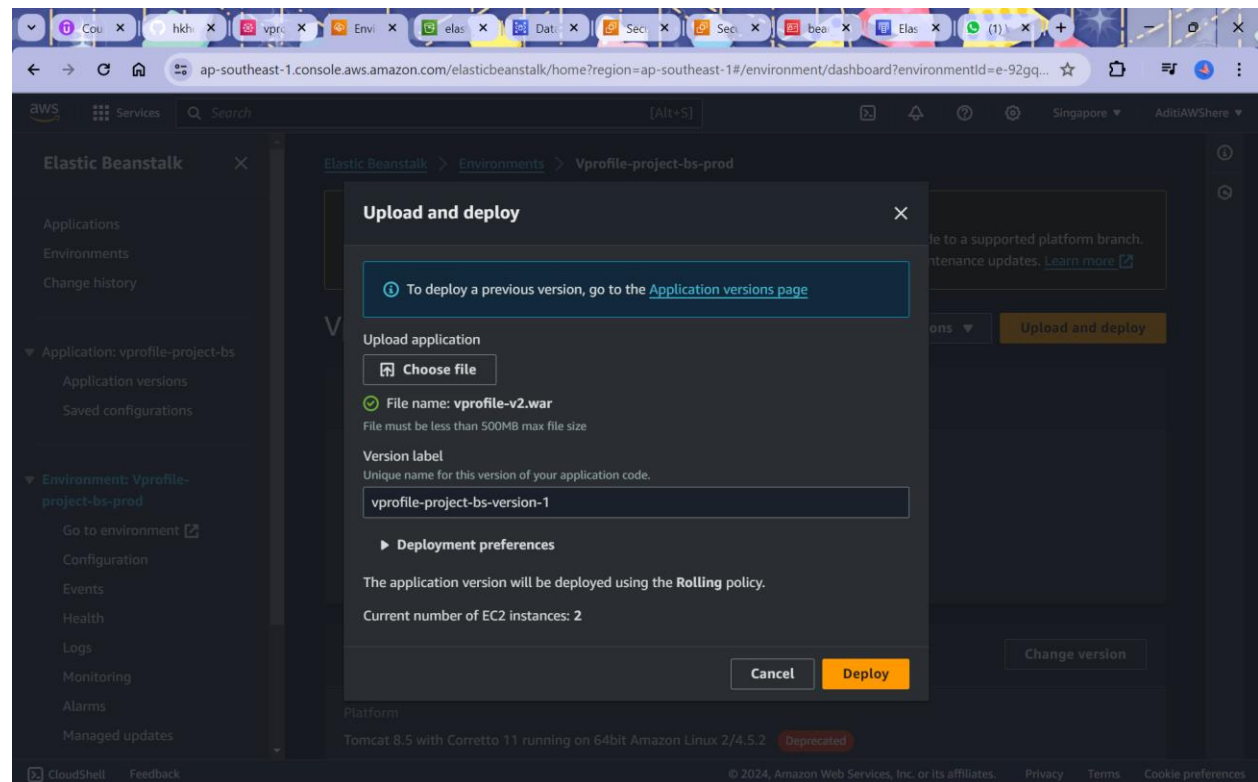 Cou
hkh
vpro
Envi
elas
Data
Sec
Sec
bea
Elas
(1)
ap-southeast-1.console.aws.amazon.com/elasticbeanstalk/home?region=ap-southeast-1#/environment/dashboard?environmentId=e-92gq...
aws
Services
Search
[Alt+S]
Singapore
AditiAWShere
Elastic Beanstalk
Elastic Beanstalk > Environments > Vprofile-project-bs-prod
Applications
Environments
Change history
Application: vprofile-project-bs
Application versions
Saved configurations
Environment: Vprofile-
project-bs-prod
Go to environment
Configuration
Events
Health
Logs
Monitoring
Alarms
Managed updates
de to a supported platform branch.
ntenance updates. Learn more
V
ons
Upload and deploy
Upload and deploy
To deploy a previous version, go to the Application versions page
Upload application
Choose file
File name: vprofile-v2.war
File must be less than 500MB max file size
Version label
Unique name for this version of your application code.
vprofile-project-bs-version-1
Deployment preferences
The application version will be deployed using the Rolling policy.
Current number of EC2 instances: 2
Cancel
Deploy
Change version
Platform
Tomcat 8.5 with Corretto 11 running on 64bit Amazon Linux 2/4.5.2 Deprecated
CloudShell
Feedback
© 2024, Amazon Web Services, Inc. or its affiliates.
Privacy
Terms
Cookie preferences